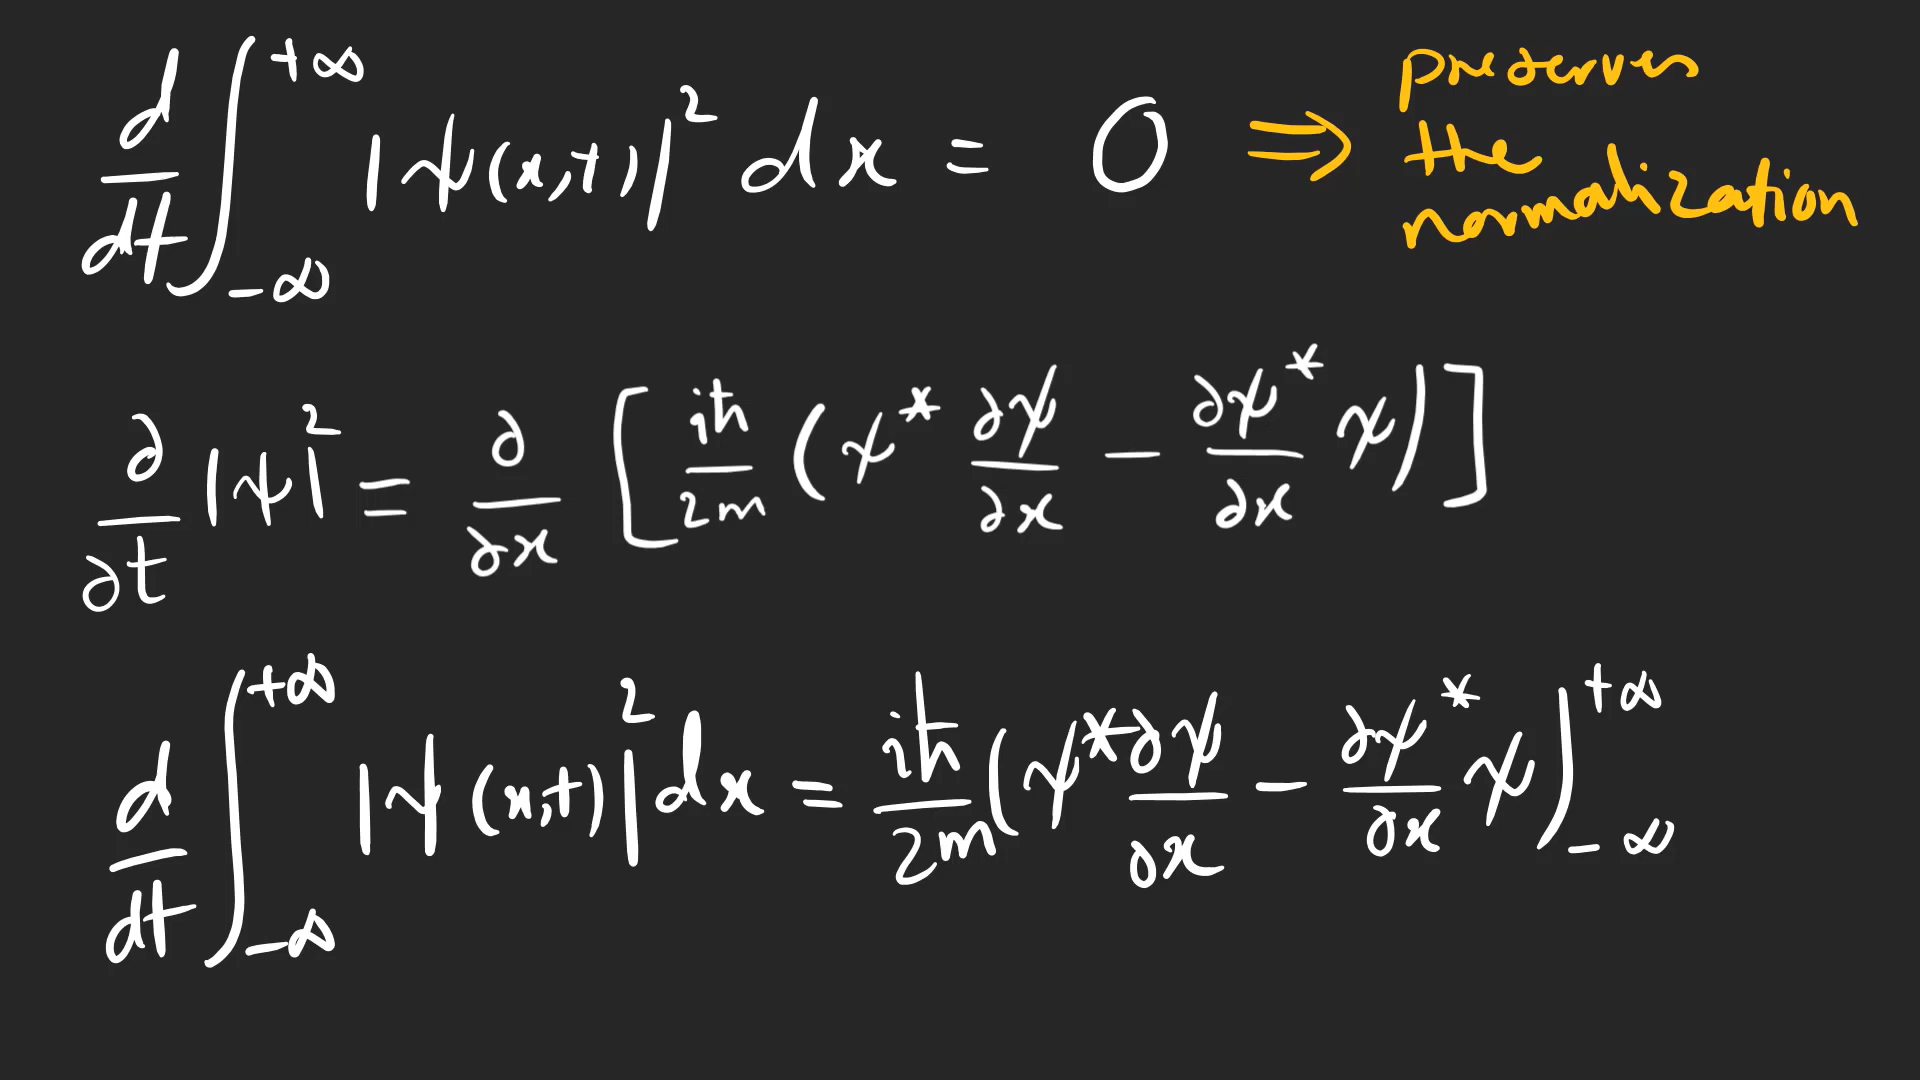 d/dt ∫_{-∞}^{+∞} |ψ(x,t)|² dx = 0 ⇒ preserves
the
normalization
∂/∂t |ψ|² = ∂/∂x [ iħ/2m (ψ* ∂ψ/∂x − ∂ψ*/∂x ψ) ]
d/dt ∫_{-∞}^{+∞} |ψ(x,t)|² dx = iħ/2m (ψ* ∂ψ/∂x − ∂ψ*/∂x ψ)_{-∞}^{+∞}